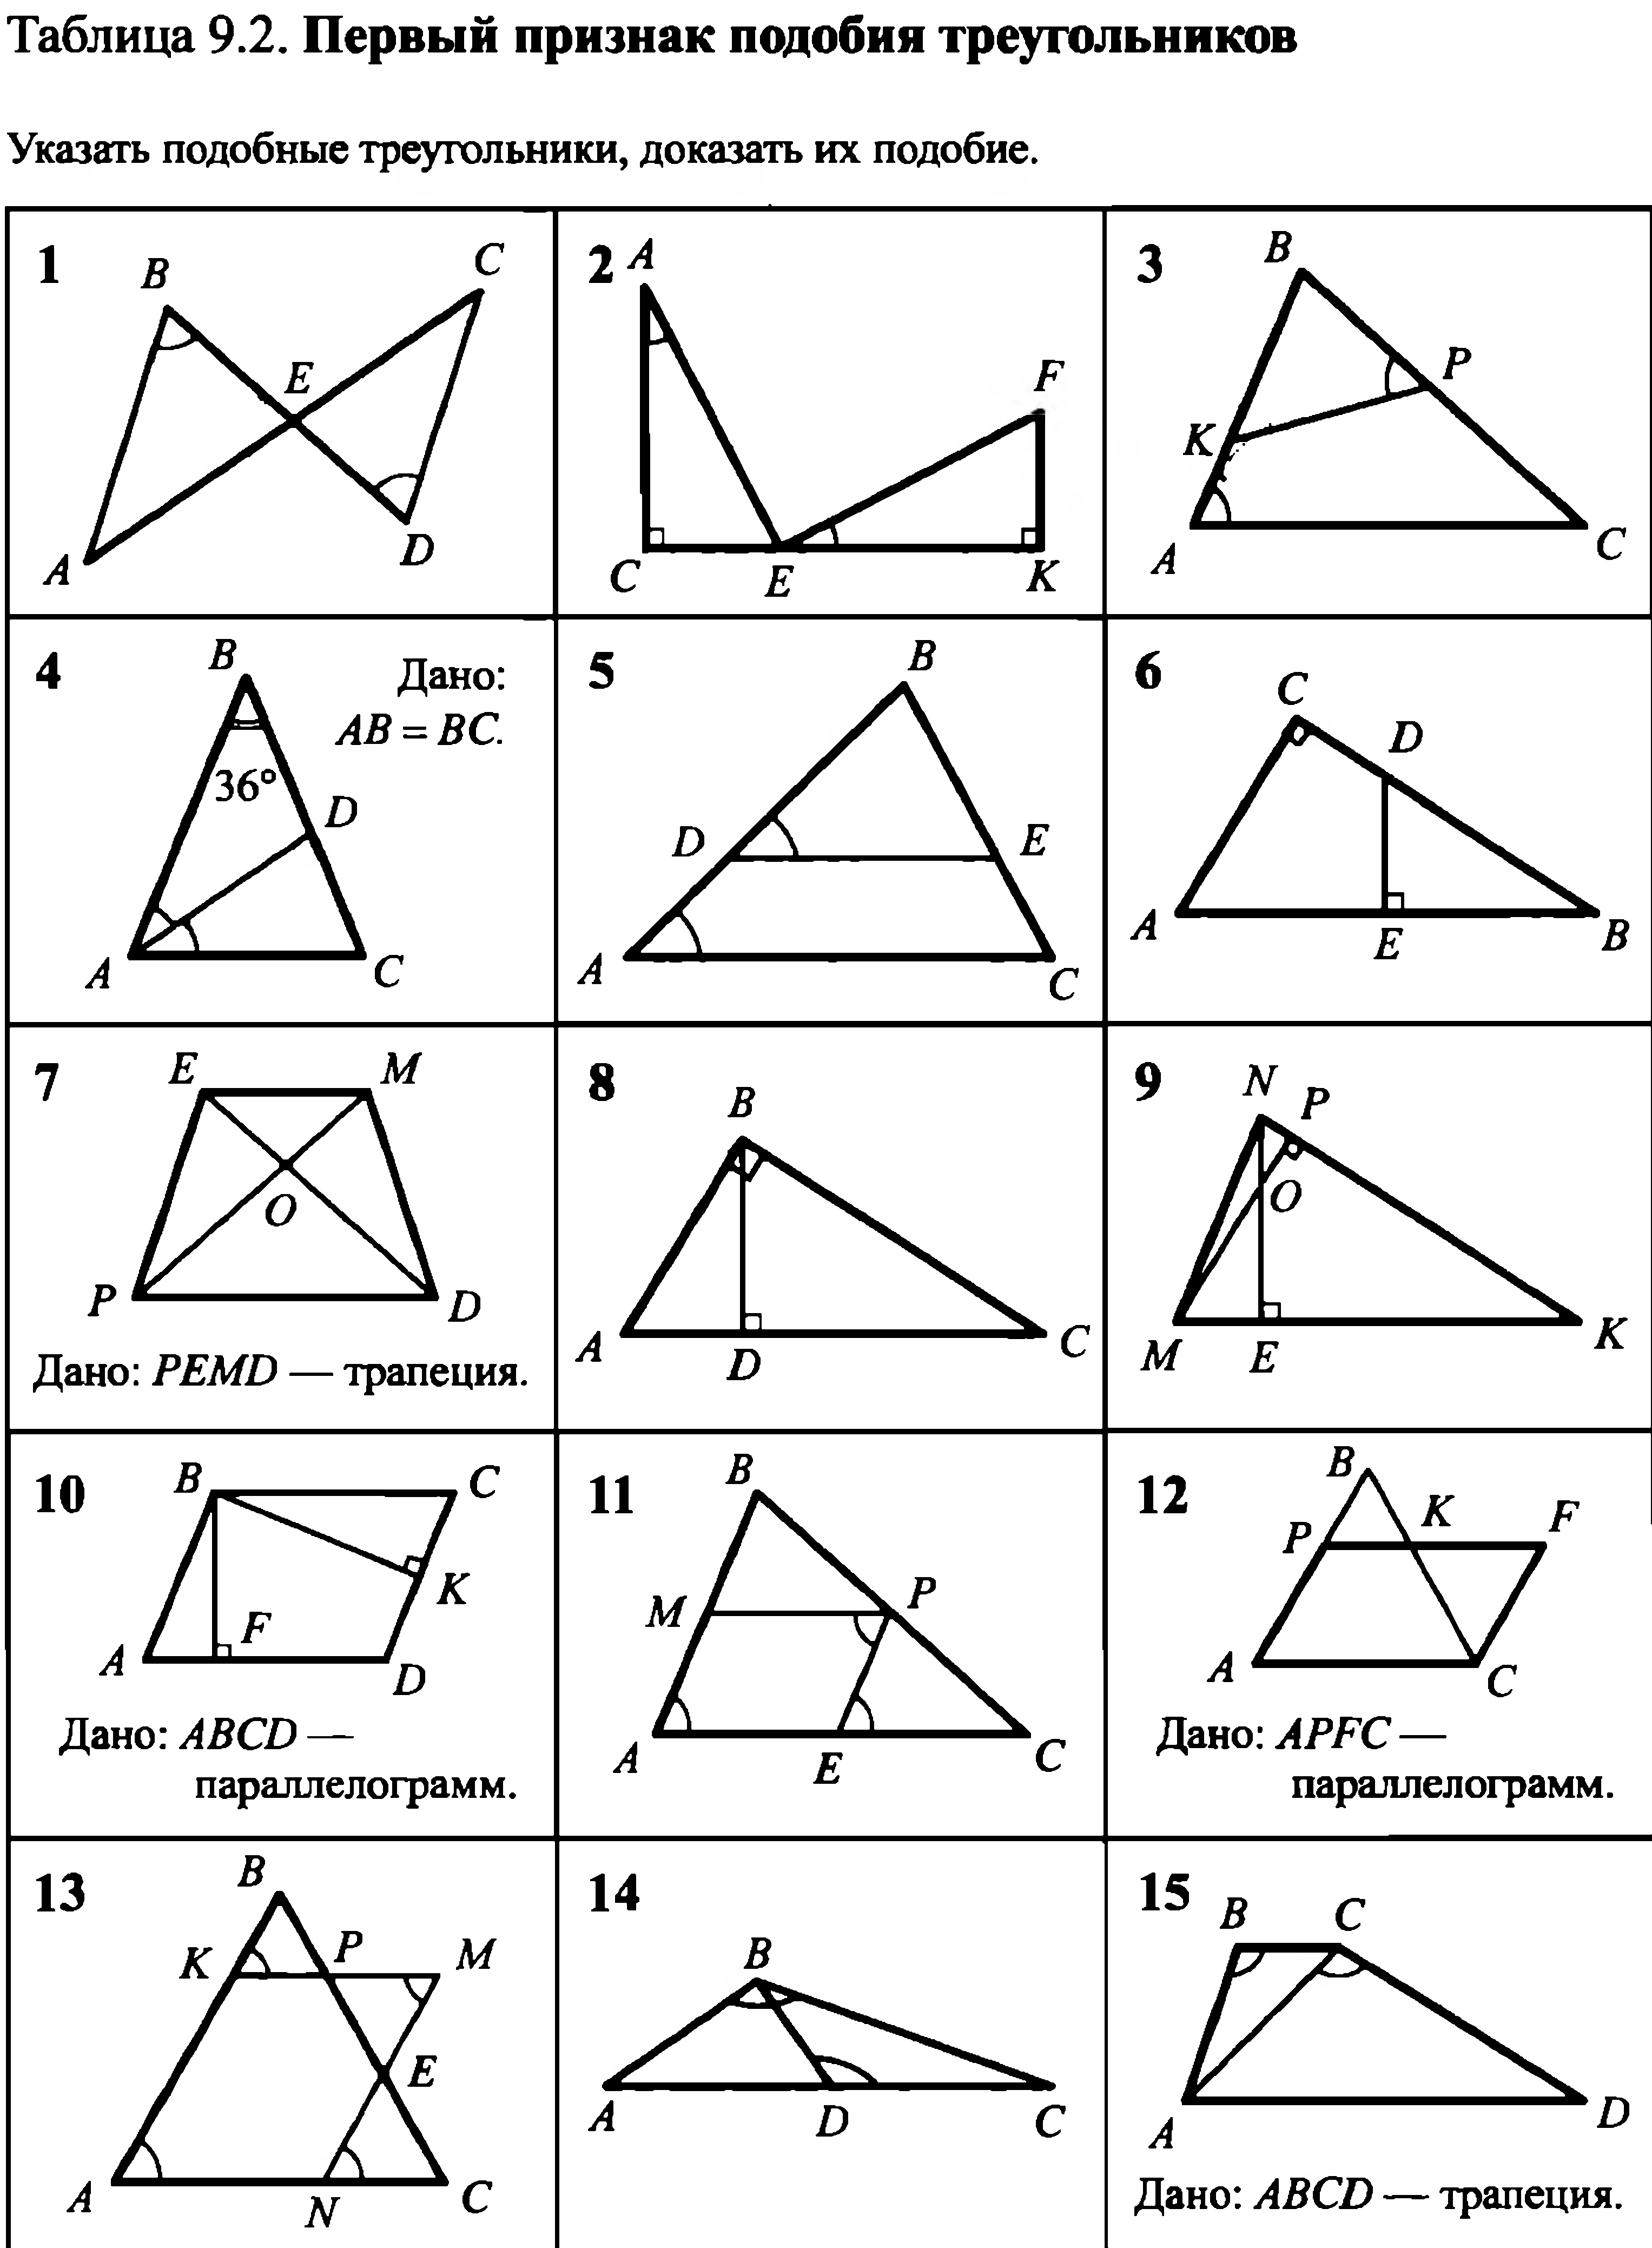 Таблица 9.2. Первый признак подобия треугольников
Указать подобные треугольники, доказать их подобие.
1
B
C
E
A
D
2
A
F
C
E
K
3
B
P
K
A
C
4
B
Дано:
AB = BC.
36°
D
A
C
5
B
D
E
A
C
6
C
D
A
E
B
7
E
M
O
P
D
Дано: PEMD — трапеция.
8
B
A
D
C
9
N
P
O
M
E
K
10
B
C
K
F
A
D
Дано: ABCD —
параллелограмм.
11
B
M
P
A
E
C
12
B
K
F
P
A
C
Дано: APFC —
параллелограмм.
13
B
K
P
M
E
A
N
C
14
B
A
D
C
15
B
C
A
D
Дано: ABCD — трапеция.